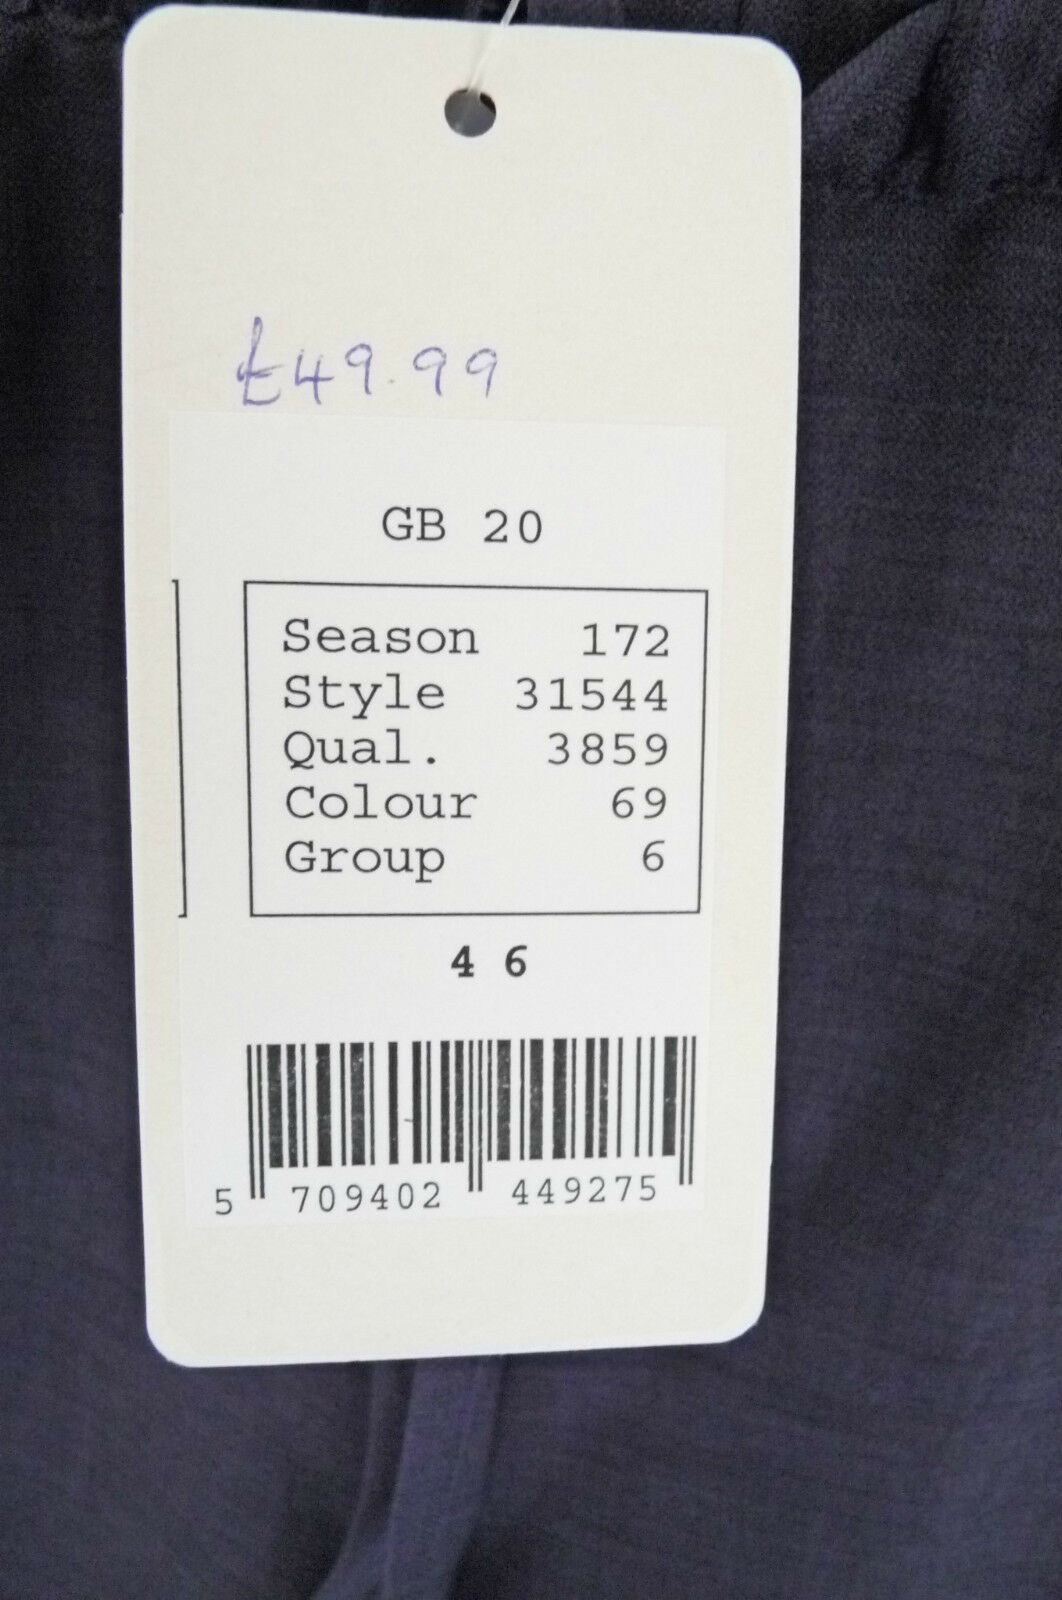 £49.99
GB 20
Season 172
Style 31544
Qual. 3859
Colour 69
Group 6
4 6
5 709402 449275